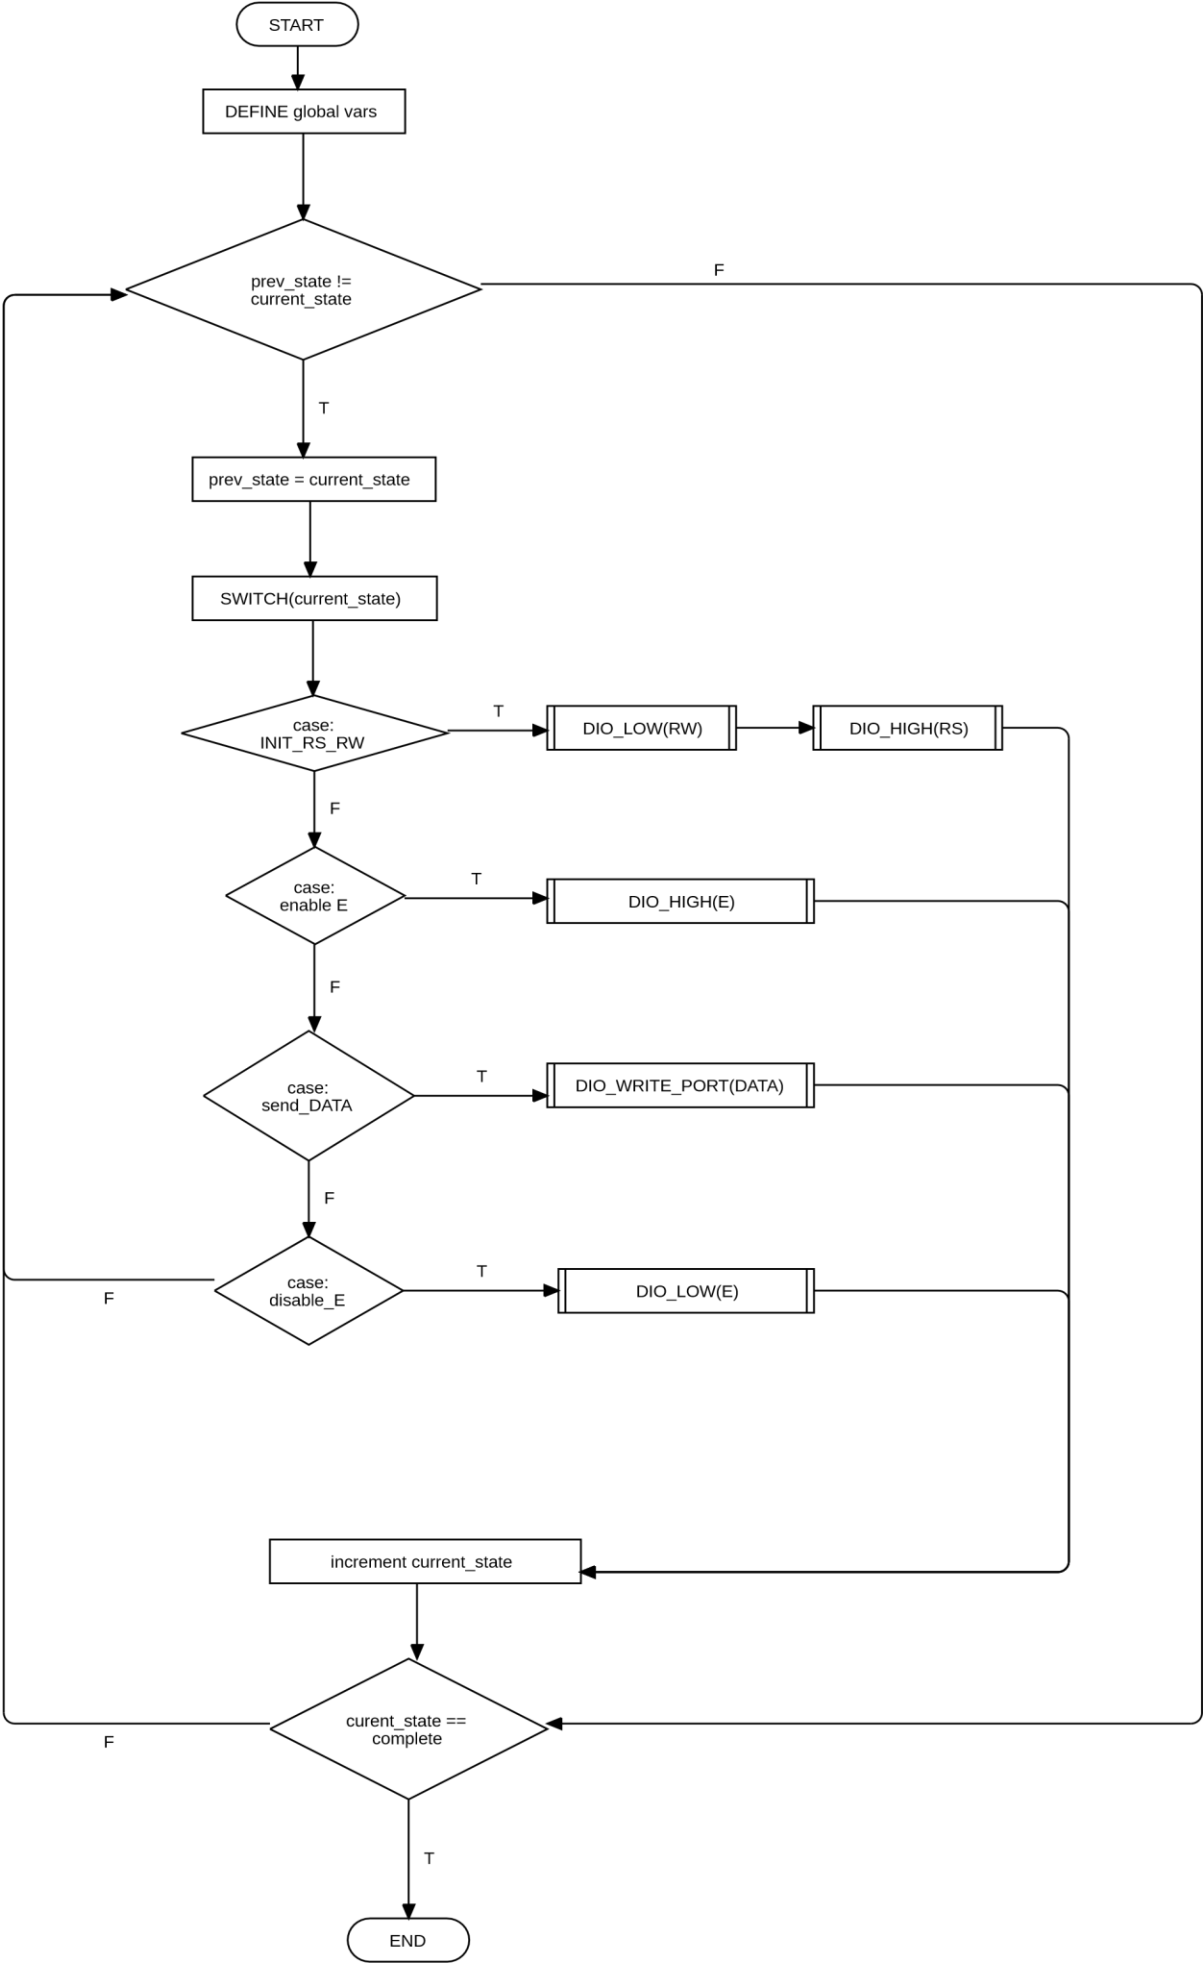 START
DEFINE global vars
prev_state !=
current_state
F
T
prev_state = current_state
SWITCH(current_state)
case:
INIT_RS_RW
T
DIO_LOW(RW)
DIO_HIGH(RS)
F
case:
enable E
T
DIO_HIGH(E)
F
case:
send_DATA
T
DIO_WRITE_PORT(DATA)
F
case:
disable_E
T
DIO_LOW(E)
F
increment current_state
curent_state ==
complete
F
T
END